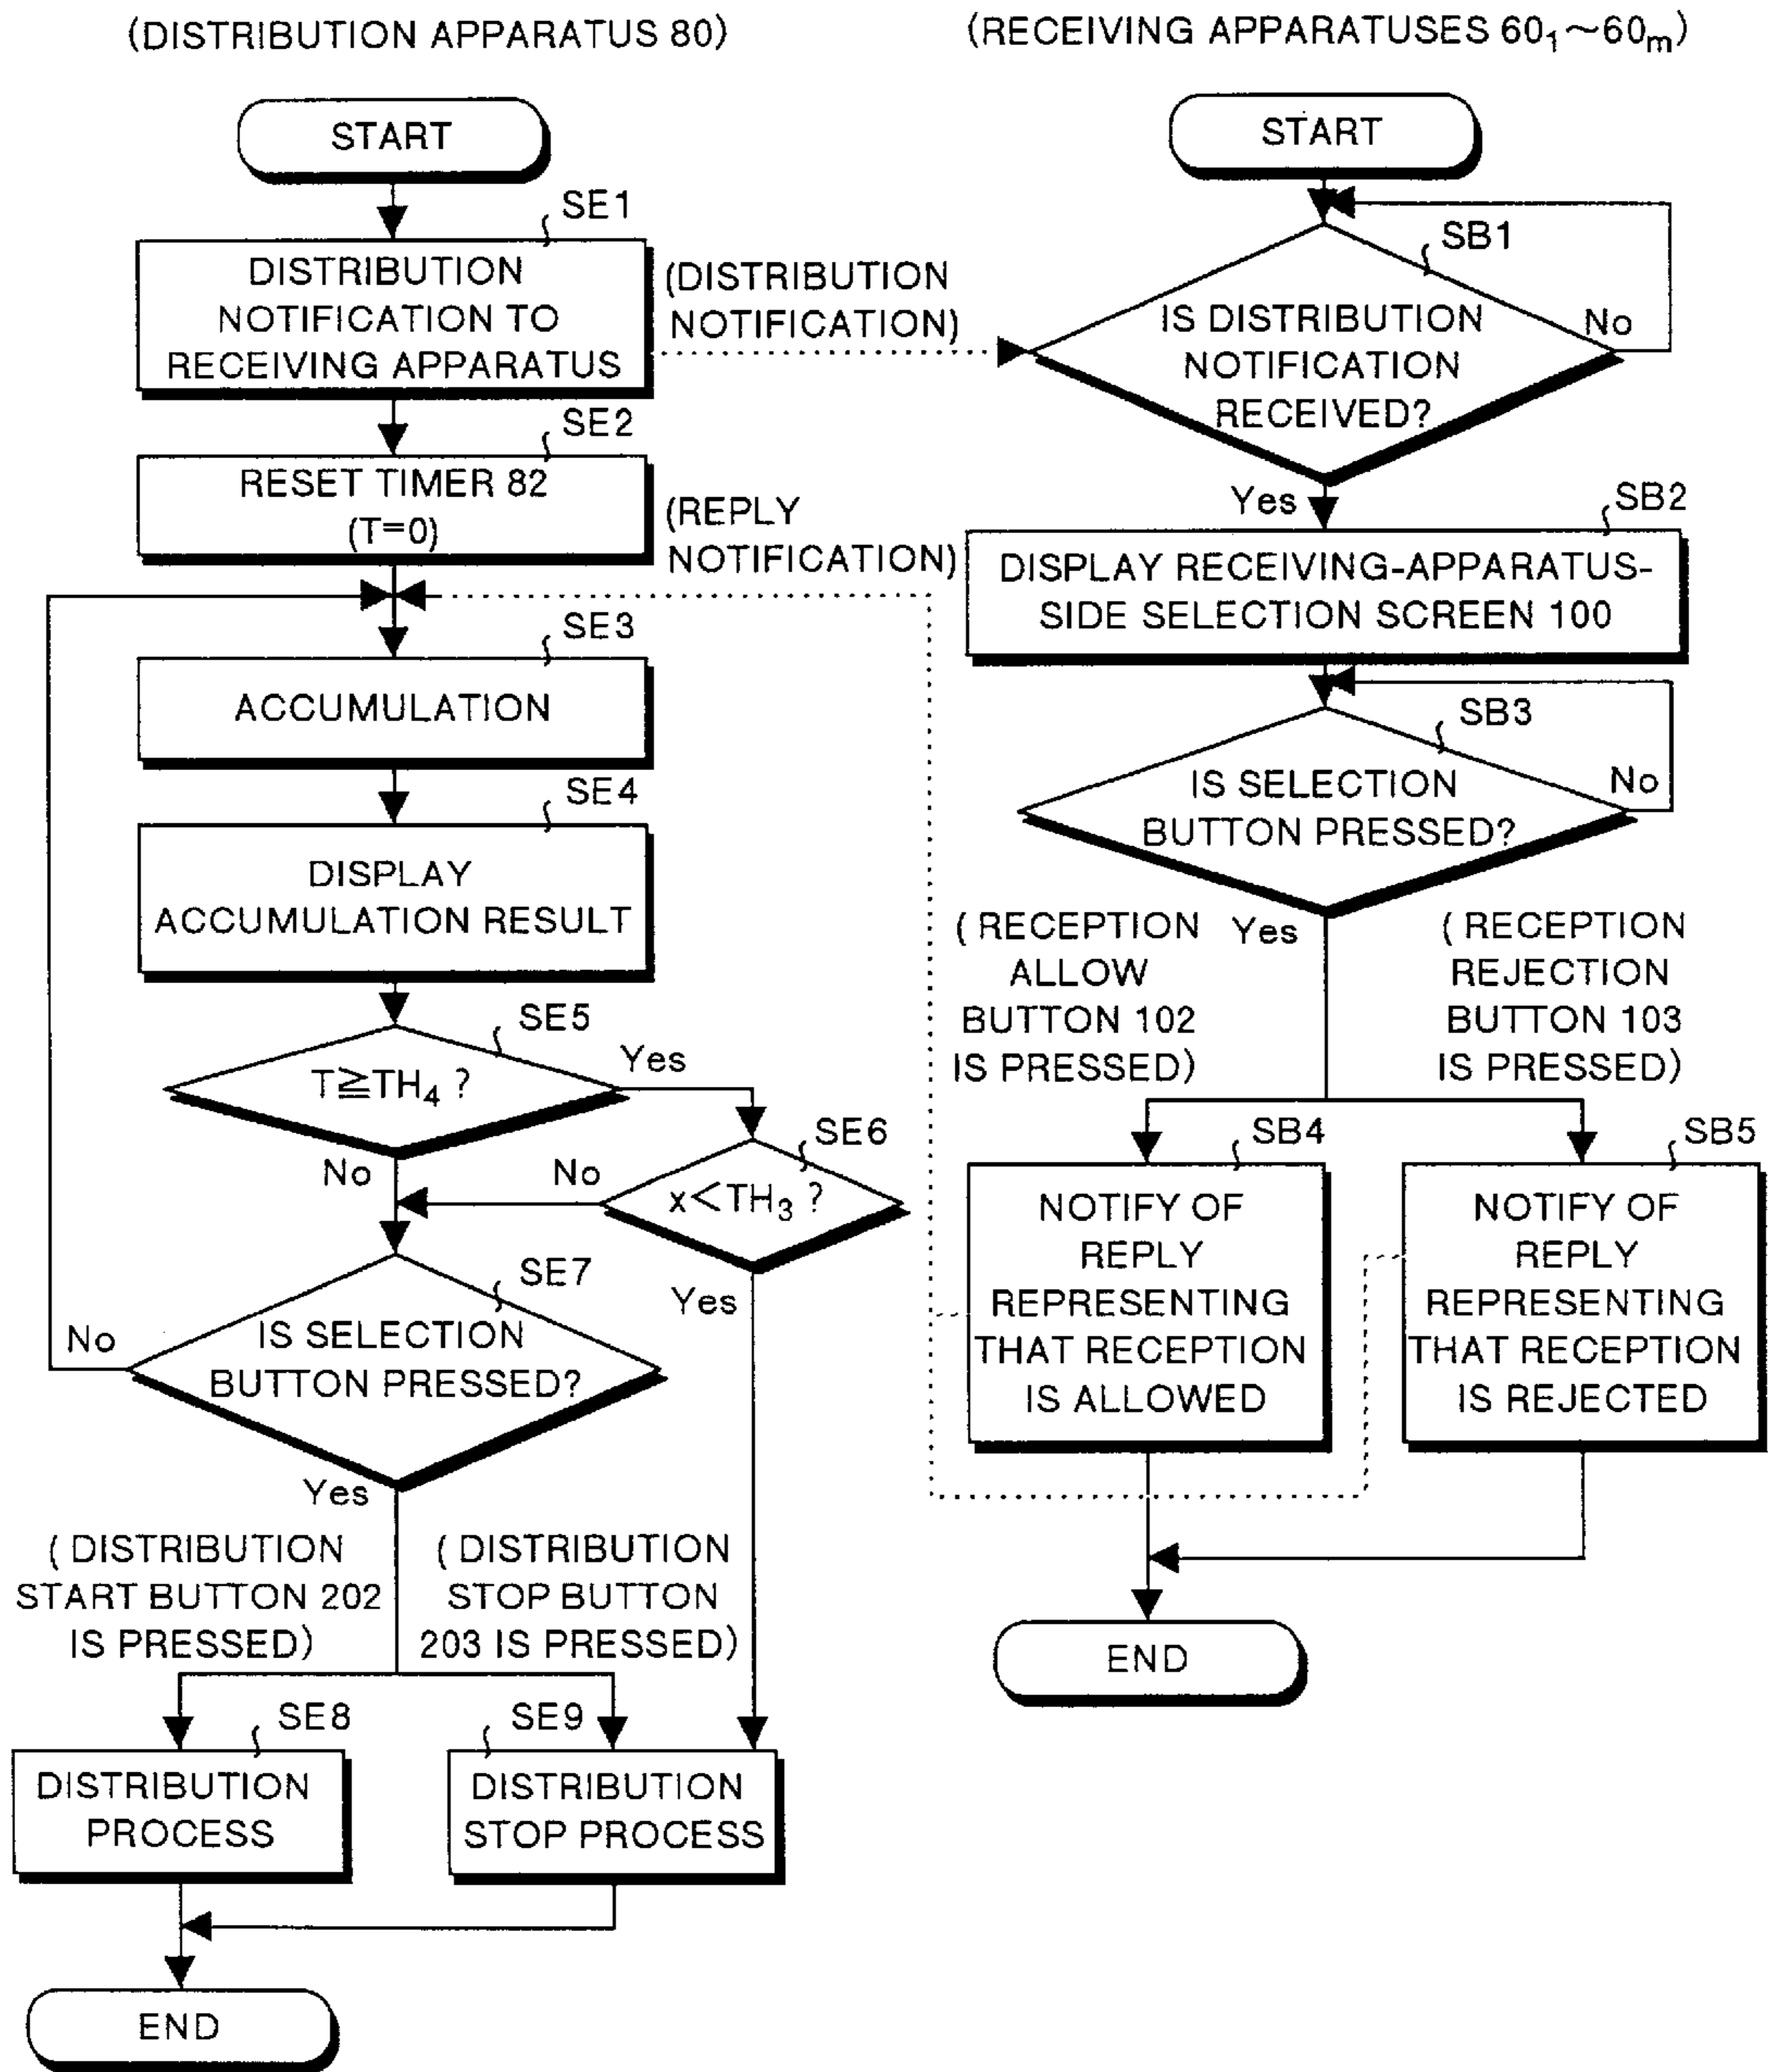 (DISTRIBUTION APPARATUS 80)
START
SE1
DISTRIBUTION
NOTIFICATION TO
RECEIVING APPARATUS
(DISTRIBUTION
NOTIFICATION)
SE2
RESET TIMER 82
(T=0)
(REPLY
NOTIFICATION)
SE3
ACCUMULATION
SE4
DISPLAY
ACCUMULATION RESULT
SE5
T≧TH4 ?
Yes
No
SE6
x<TH3 ?
No
Yes
SE7
IS SELECTION
BUTTON PRESSED?
No
Yes
( DISTRIBUTION
START BUTTON 202
IS PRESSED)
( DISTRIBUTION
STOP BUTTON
203 IS PRESSED)
SE8
DISTRIBUTION
PROCESS
SE9
DISTRIBUTION
STOP PROCESS
END
(RECEIVING APPARATUSES 601~60m)
START
SB1
IS DISTRIBUTION
NOTIFICATION
RECEIVED?
No
Yes
SB2
DISPLAY RECEIVING-APPARATUS-
SIDE SELECTION SCREEN 100
SB3
IS SELECTION
BUTTON PRESSED?
No
Yes
( RECEPTION
ALLOW
BUTTON 102
IS PRESSED)
( RECEPTION
REJECTION
BUTTON 103
IS PRESSED)
SB4
NOTIFY OF
REPLY
REPRESENTING
THAT RECEPTION
IS ALLOWED
SB5
NOTIFY OF
REPLY
REPRESENTING
THAT RECEPTION
IS REJECTED
END